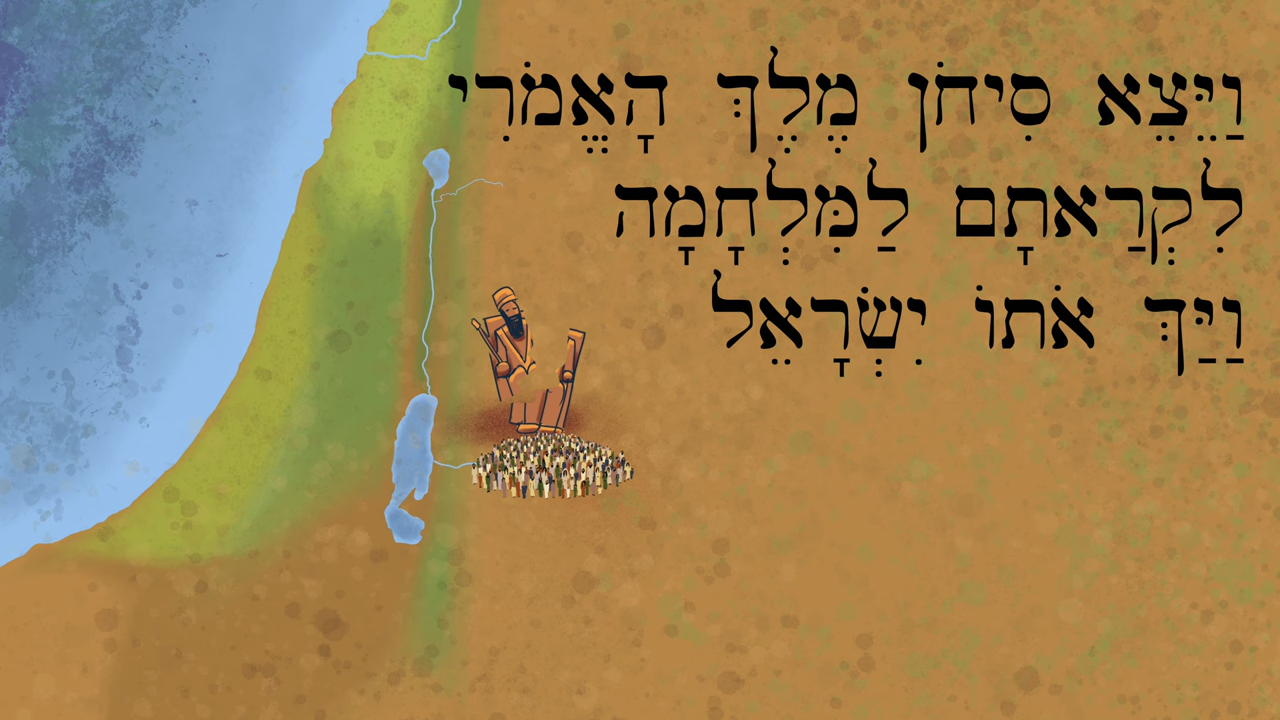 וַיֵּצֵא סִיחֹן מֶלֶךְ הָאֱמֹרִי
לִקְרַאתָם לַמִּלְחָמָה
וַיַּךְ אֹתוֹ יִשְׂרָאֵל